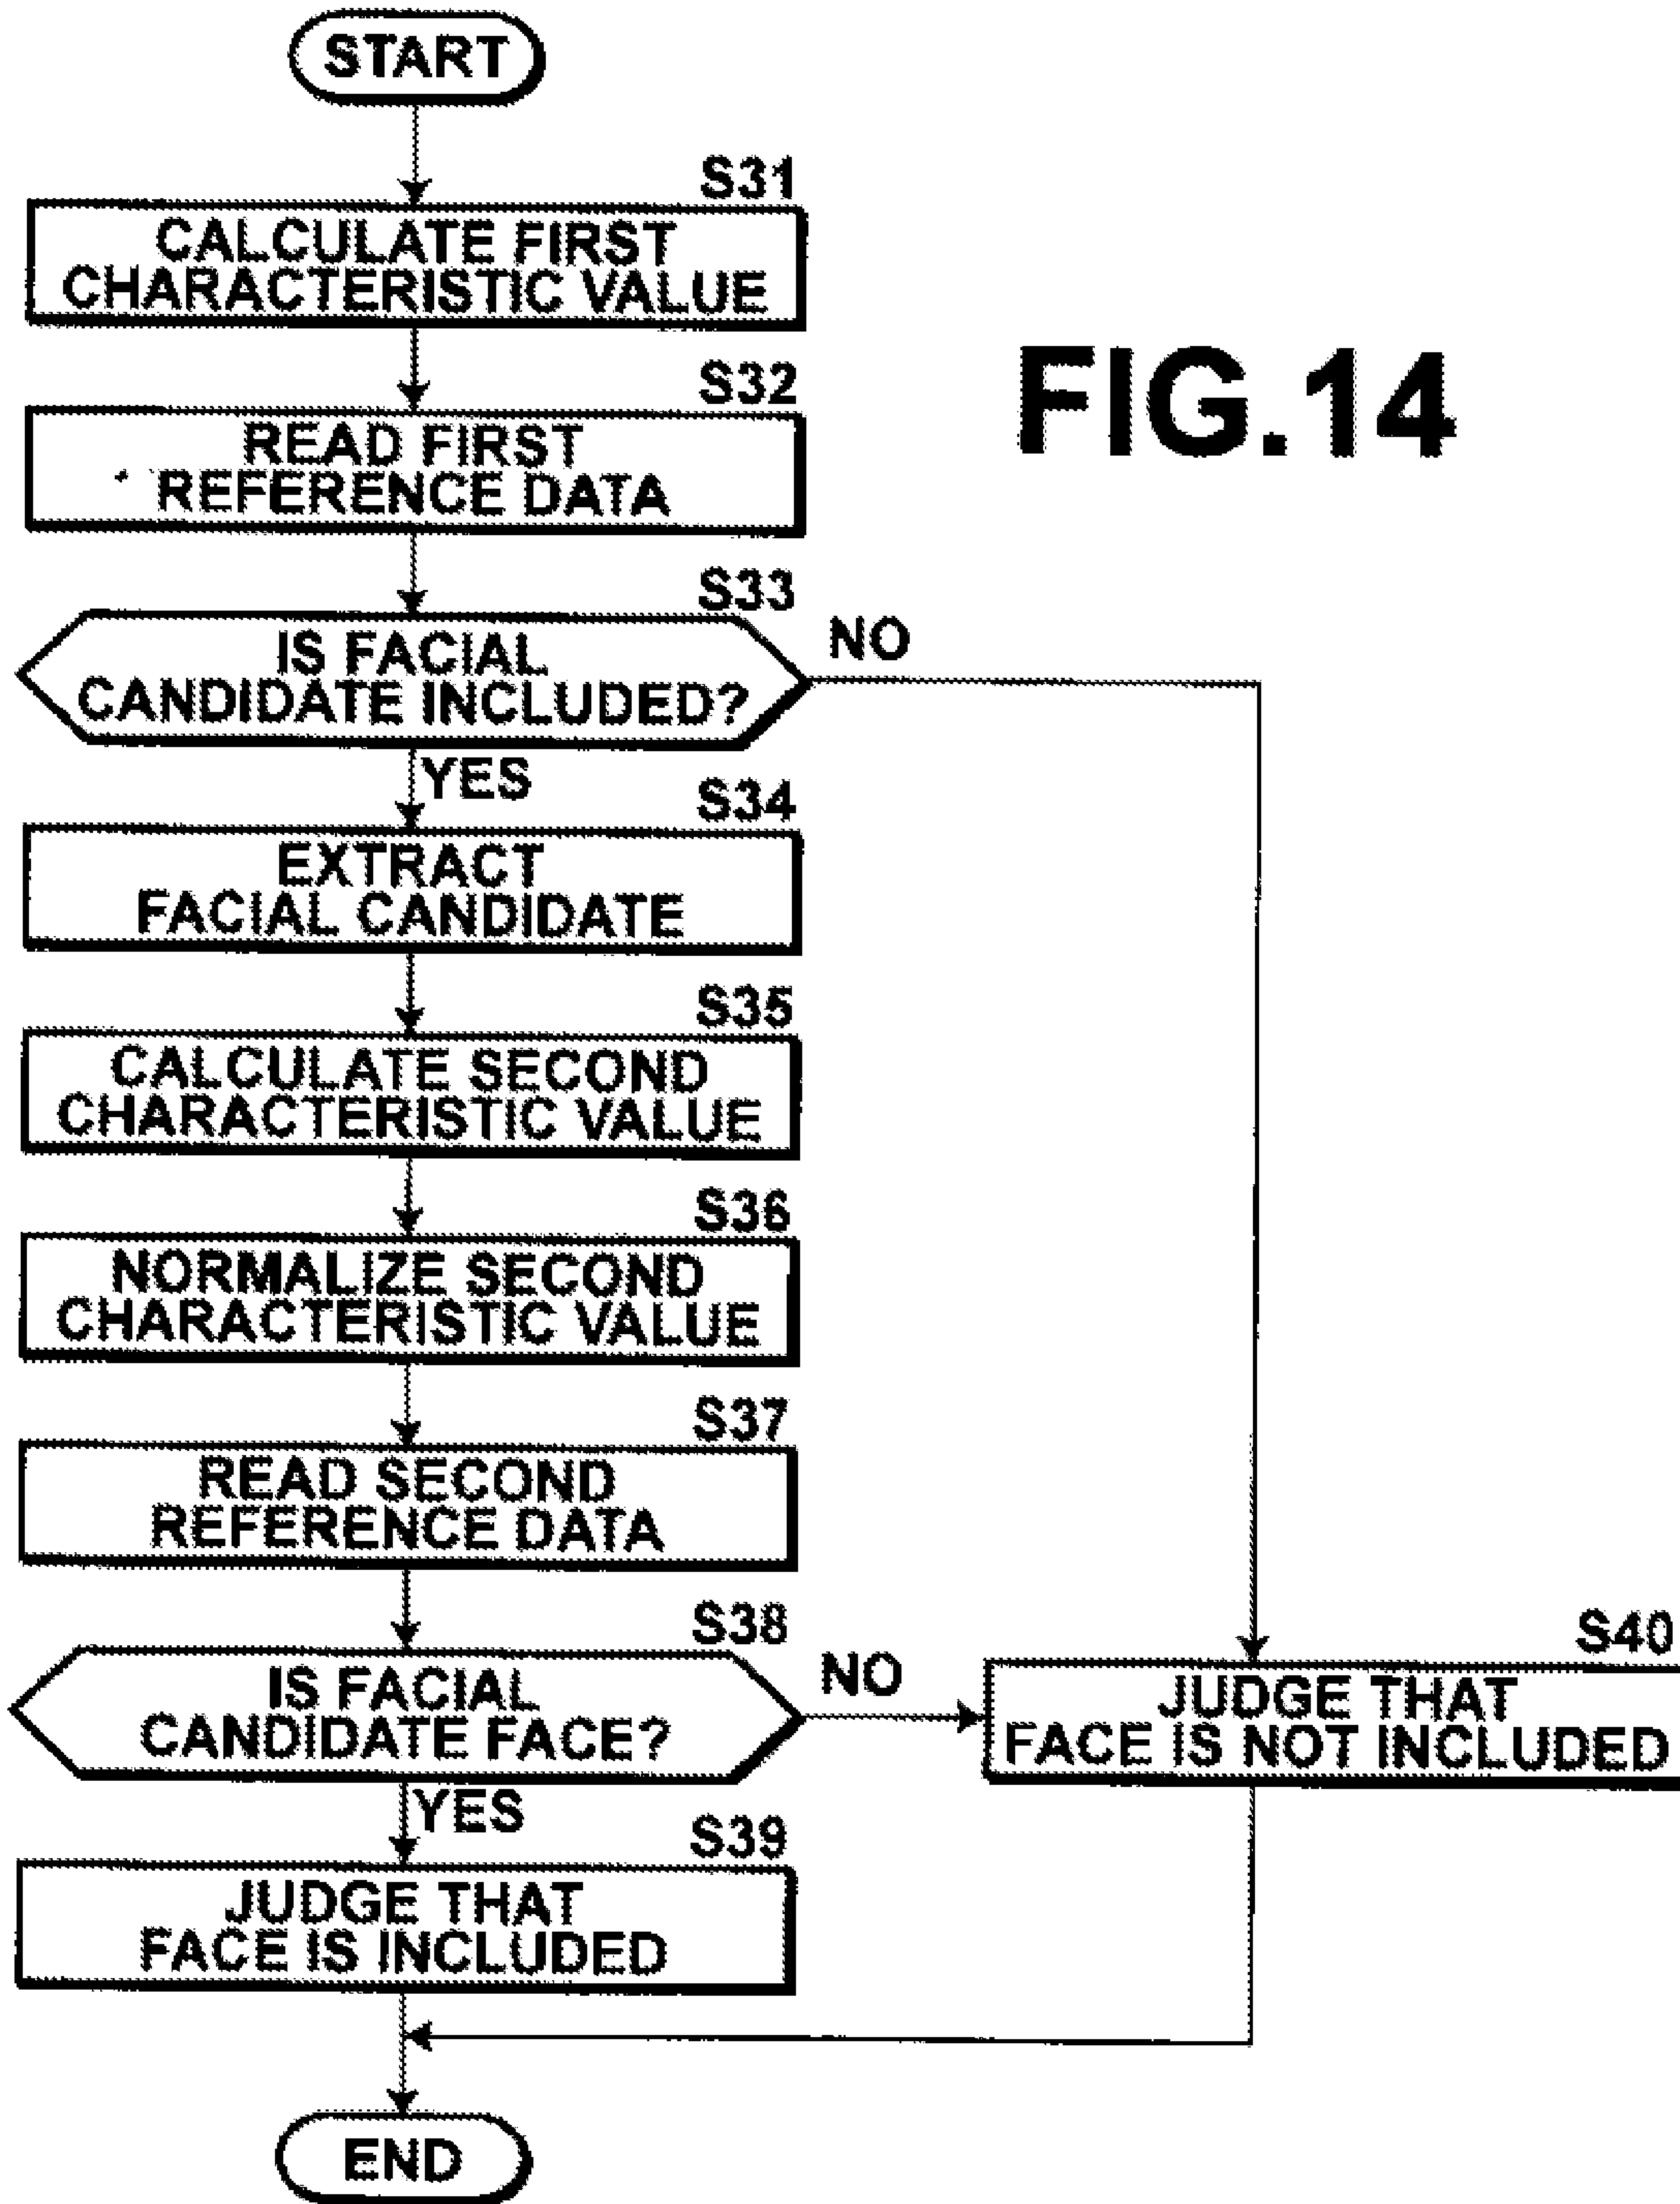 START
S31
CALCULATE FIRST
CHARACTERISTIC VALUE
FIG.14
S32
READ FIRST
REFERENCE DATA
S33
IS FACIAL
CANDIDATE INCLUDED?
NO
YES
S34
EXTRACT
FACIAL CANDIDATE
S35
CALCULATE SECOND
CHARACTERISTIC VALUE
S36
NORMALIZE SECOND
CHARACTERISTIC VALUE
S37
READ SECOND
REFERENCE DATA
S38
IS FACIAL
CANDIDATE FACE?
NO
S40
JUDGE THAT
FACE IS NOT INCLUDED
YES
S39
JUDGE THAT
FACE IS INCLUDED
END